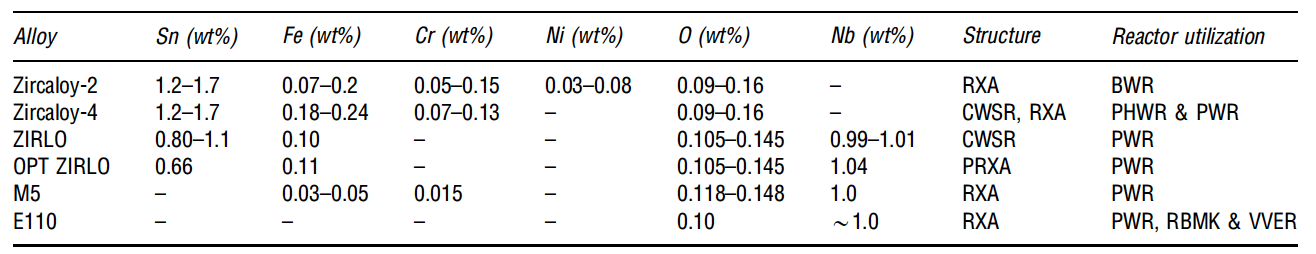 Alloy Sn (wt%) Fe (wt%) Cr (wt%) Ni (wt%) O (wt%) Nb (wt%) Structure Reactor utilization
Zircaloy-2 1.2–1.7 0.07–0.2 0.05–0.15 0.03–0.08 0.09–0.16 – RXA BWR
Zircaloy-4 1.2–1.7 0.18–0.24 0.07–0.13 – 0.09–0.16 – CWSR, RXA PHWR & PWR
ZIRLO 0.80–1.1 0.10 – – 0.105–0.145 0.99–1.01 CWSR PWR
OPT ZIRLO 0.66 0.11 – – 0.105–0.145 1.04 PRXA PWR
M5 – 0.03–0.05 0.015 – 0.118–0.148 1.0 RXA PWR
E110 – – – – 0.10 ∼1.0 RXA PWR, RBMK & VVER